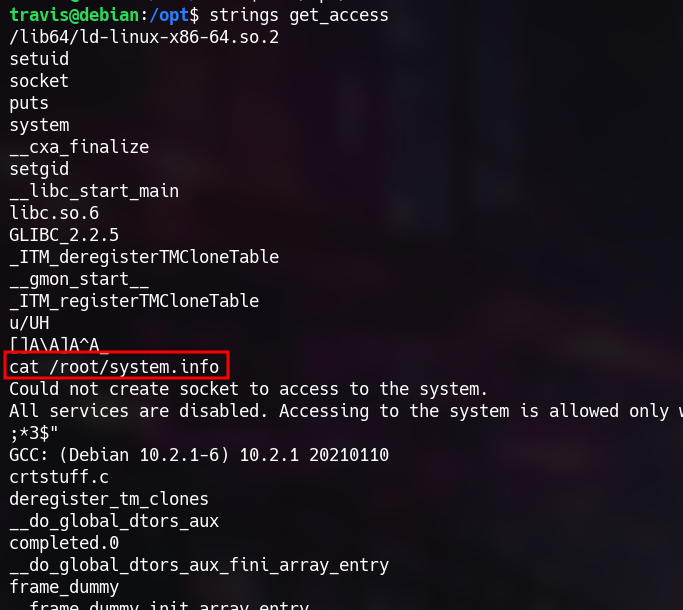 travis@debian:/opt$ strings get_access
/lib64/ld-linux-x86-64.so.2
setuid
socket
puts
system
__cxa_finalize
setgid
__libc_start_main
libc.so.6
GLIBC_2.2.5
_ITM_deregisterTMCloneTable
__gmon_start__
_ITM_registerTMCloneTable
u/UH
[]A\A]A^A_
cat /root/system.info
Could not create socket to access to the system.
All services are disabled. Accessing to the system is allowed only
;*3$"
GCC: (Debian 10.2.1-6) 10.2.1 20210110
crtstuff.c
deregister_tm_clones
__do_global_dtors_aux
completed.0
__do_global_dtors_aux_fini_array_entry
frame_dummy
__frame_dummy_init_array_entry